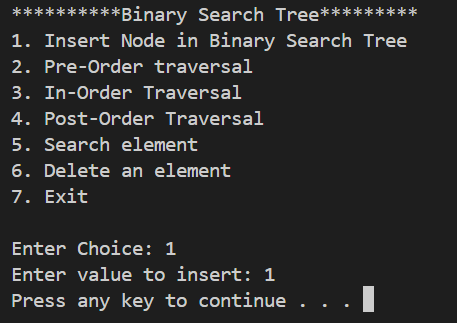 **********Binary Search Tree*********
1. Insert Node in Binary Search Tree
2. Pre-Order traversal
3. In-Order Traversal
4. Post-Order Traversal
5. Search element
6. Delete an element
7. Exit
Enter Choice: 1
Enter value to insert: 1
Press any key to continue . . .